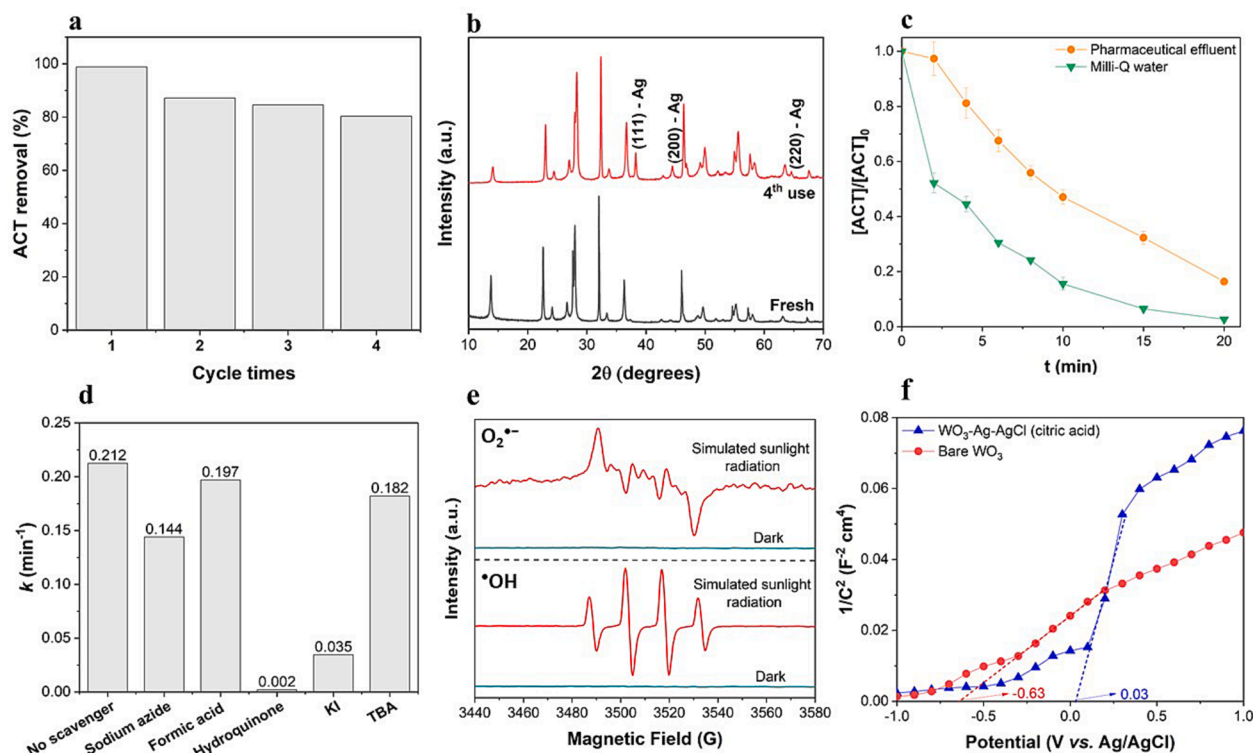 a
ACT removal (%)
100
80
60
40
20
0
1 2 3 4
Cycle times
b
Intensity (a.u.)
(111) - Ag
(200) - Ag
(220) - Ag
4th use
Fresh
10 20 30 40 50 60 70
2θ (degrees)
c
[ACT]/[ACT]0
Pharmaceutical effluent
Milli-Q water
1.0
0.8
0.6
0.4
0.2
0.0
0 5 10 15 20
t (min)
d
k (min-1)
0.25
0.20
0.15
0.10
0.05
0.00
0.212
0.144
0.197
0.002
0.035
0.182
No scavenger
Sodium azide
Formic acid
Hydroquinone
KI
TBA
e
Intensity (a.u.)
O2•−
Simulated sunlight
radiation
Dark
•OH
Simulated sunlight
radiation
Dark
3440 3460 3480 3500 3520 3540 3560 3580
Magnetic Field (G)
f
1/C2 (F-2 cm4)
WO3-Ag-AgCl (citric acid)
Bare WO3
0.08
0.06
0.04
0.02
0.00
-0.63
0.03
-1.0 -0.5 0.0 0.5 1.0
Potential (V vs. Ag/AgCl)